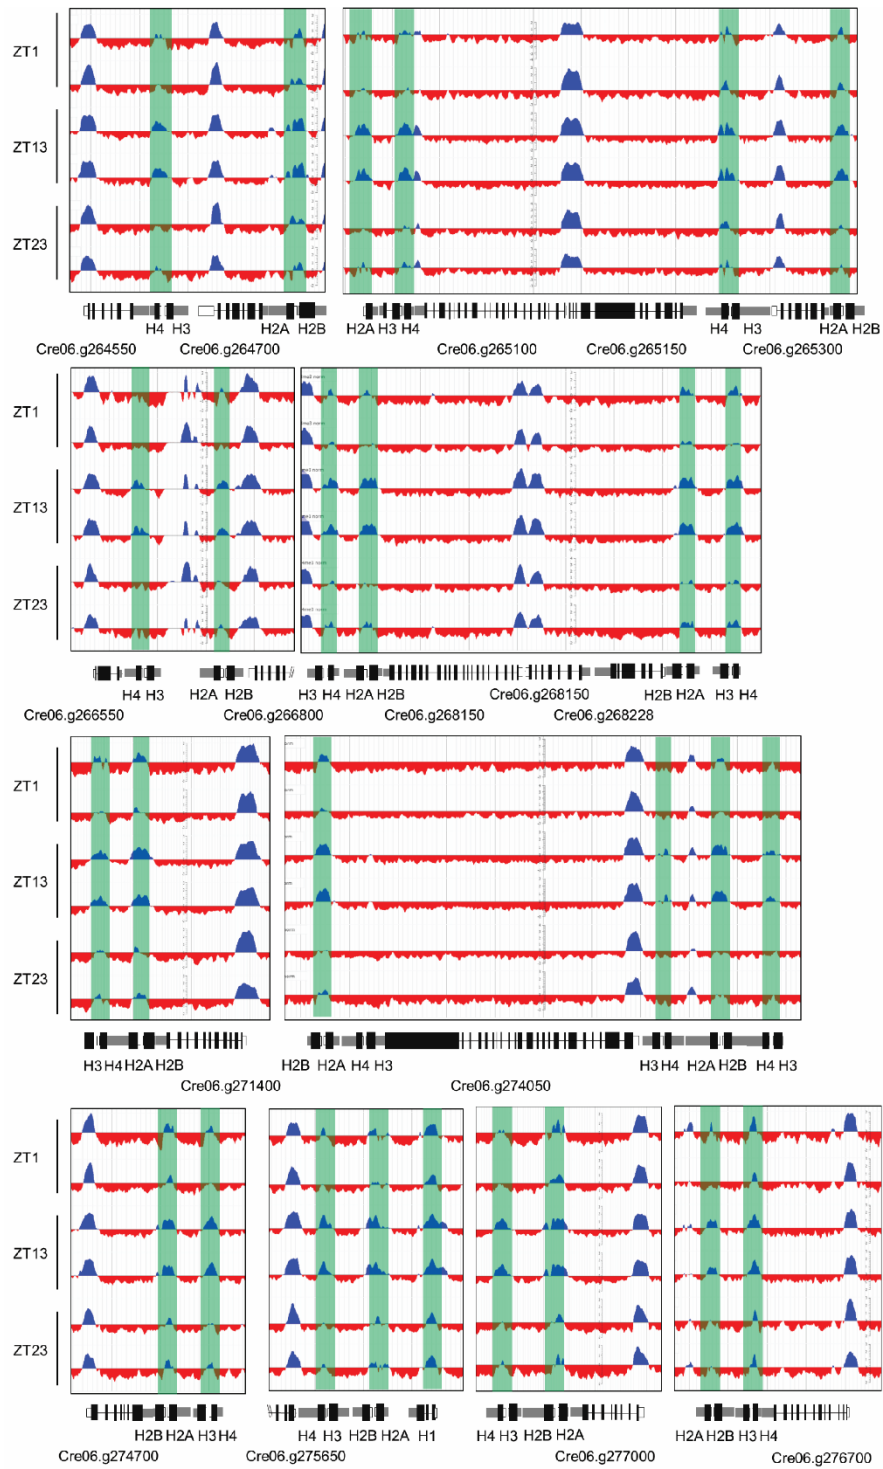 ZT1
ZT13
ZT23
H4 H3 H2A H2B H2A H3 H4 H4 H3 H2A H2B
Cre06.g264550 Cre06.g264700 Cre06.g265100 Cre06.g265150 Cre06.g265300
ZT1
ZT13
ZT23
H4 H3 H2A H2B H3 H4 H2A H2B Cre06.g268150 H2B H2A H3 H4
Cre06.g266550 Cre06.g266800 Cre06.g268150 Cre06.g268228
ZT1
ZT13
ZT23
H3 H4 H2A H2B H2B H2A H4 H3 H3 H4 H2A H2B H4 H3
Cre06.g271400 Cre06.g274050
ZT1
ZT13
ZT23
H2B H2A H3 H4 H4 H3 H2B H2A H1 H4 H3 H2B H2A H2A H2B H3 H4
Cre06.g274700 Cre06.g275650 Cre06.g277000 Cre06.g276700